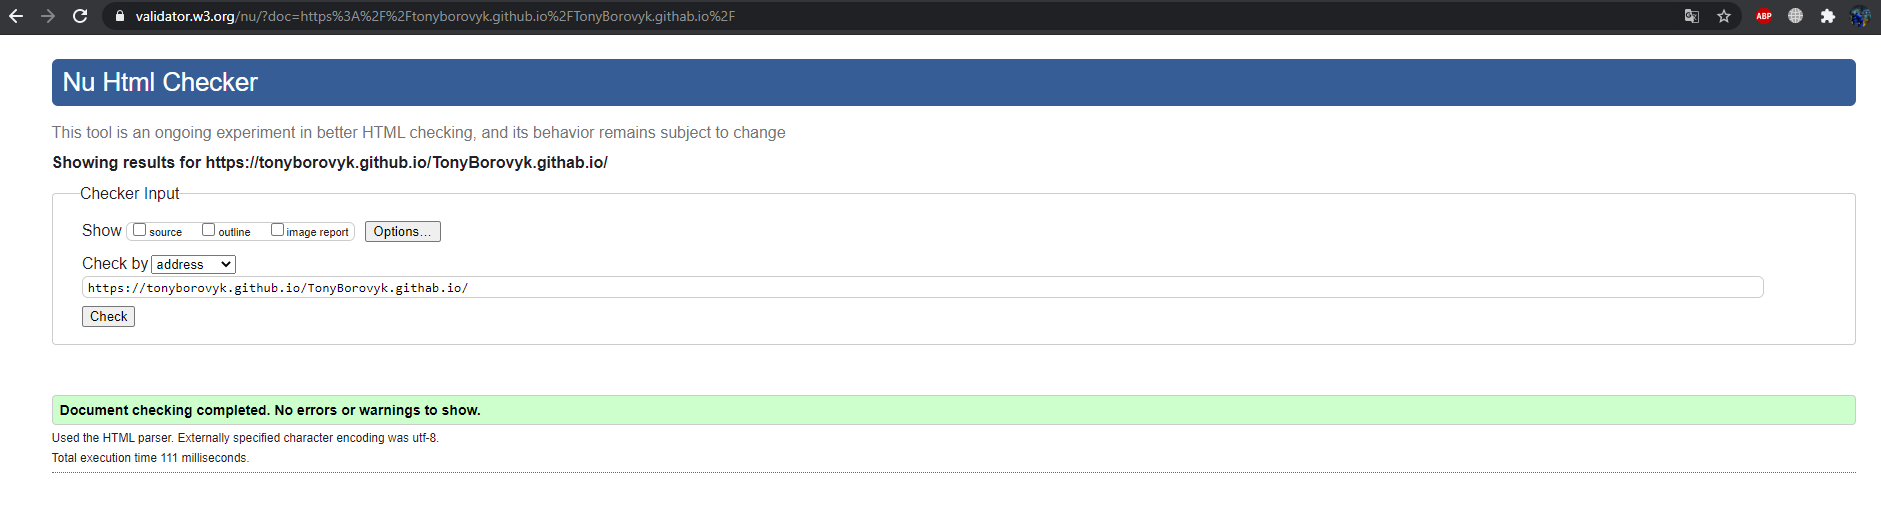 validator.w3.org/nu/?doc=https%3A%2F%2Ftonyborovyk.github.io%2FTonyBorovyk.githab.io%2F
ABP
Nu Html Checker
This tool is an ongoing experiment in better HTML checking, and its behavior remains subject to change
Showing results for https://tonyborovyk.github.io/TonyBorovyk.githab.io/
Checker Input
Show source outline image report Options...
Check by address
https://tonyborovyk.github.io/TonyBorovyk.githab.io/
Check
Document checking completed. No errors or warnings to show.
Used the HTML parser. Externally specified character encoding was utf-8.
Total execution time 111 milliseconds.